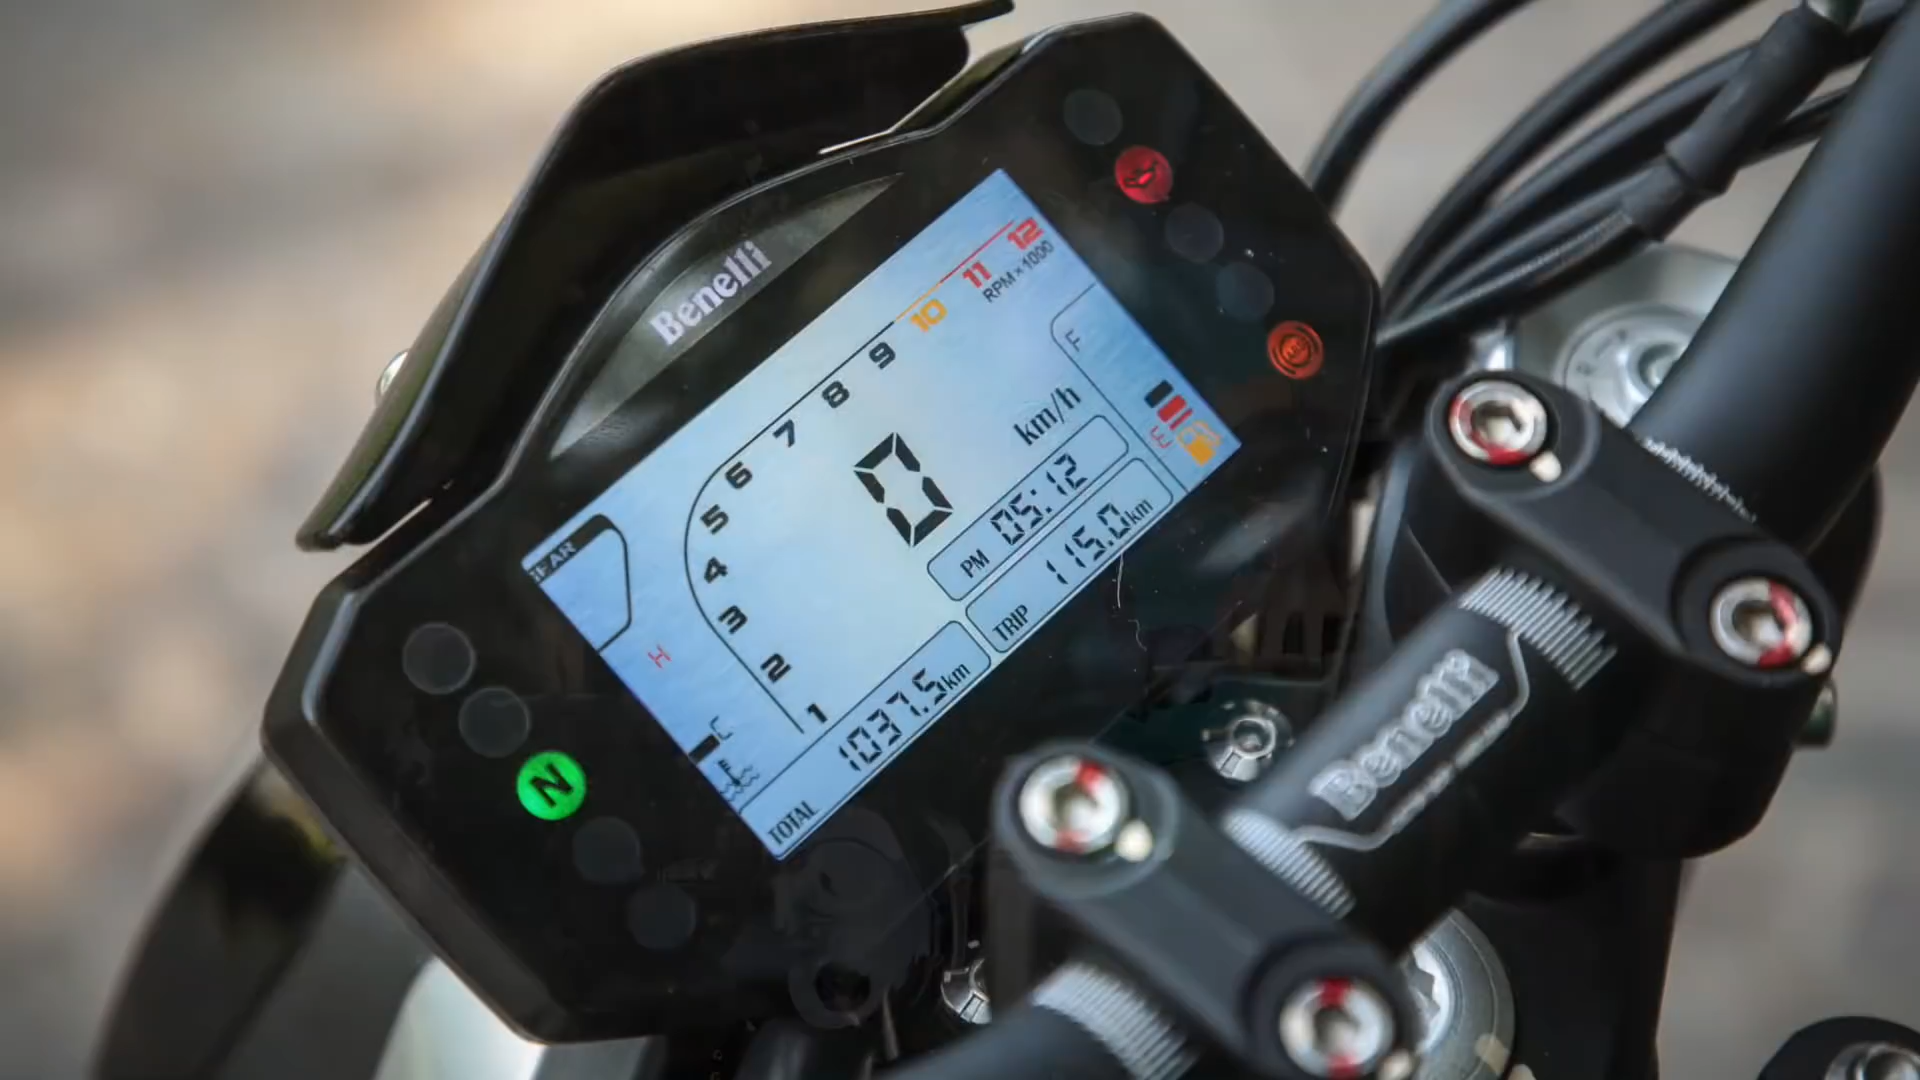 Benelli
12
11
RPM×1000
10
9
8
7
6
5
4
3
2
1
F
E
km/h
0
PM 05:12
TRIP 115.0km
TOTAL 1037.5km
GEAR
H
C
N
ABS
Benelli